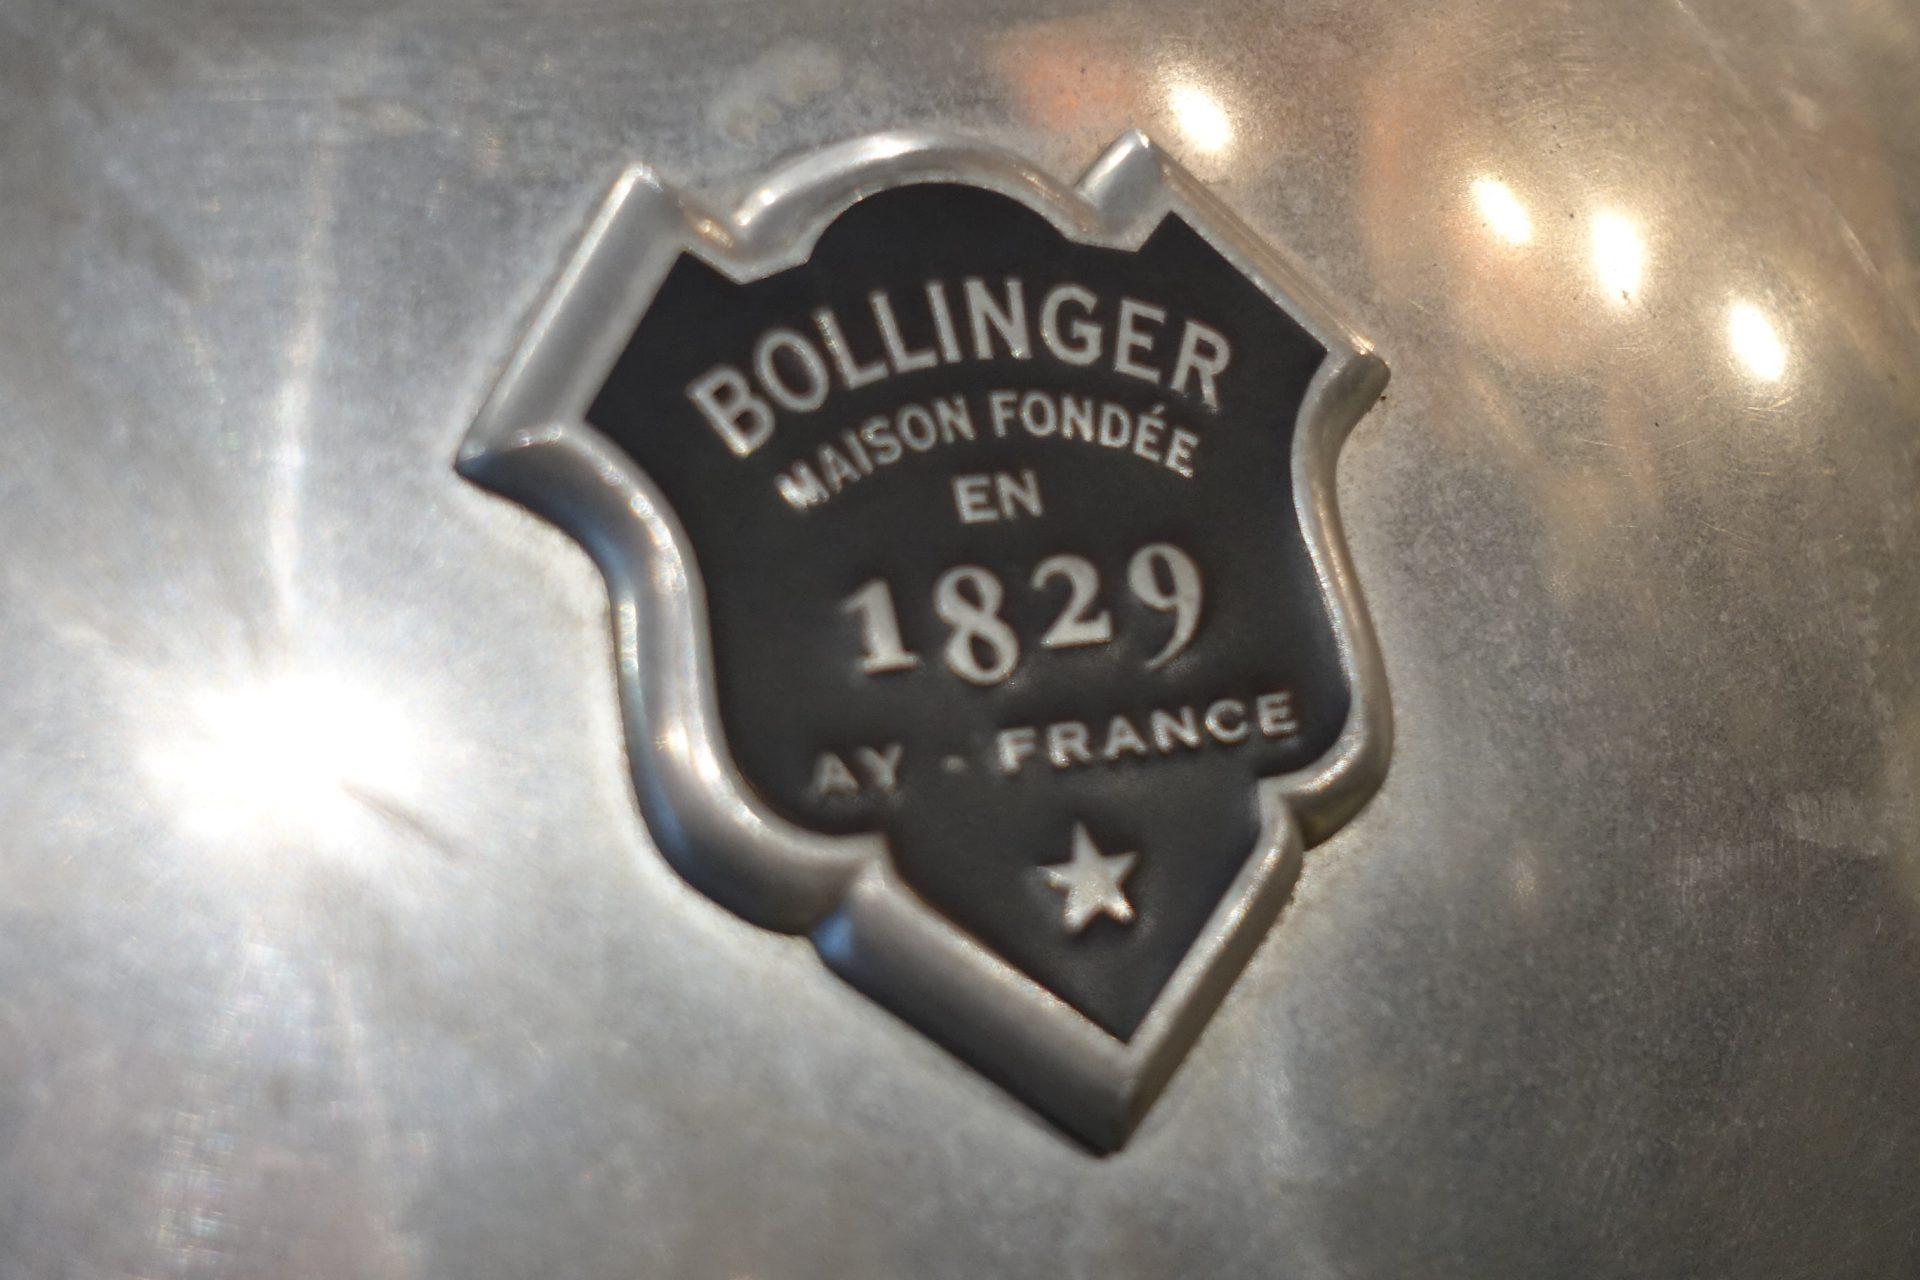 BOLLINGER
MAISON FONDÉE
EN
1829
AY - FRANCE